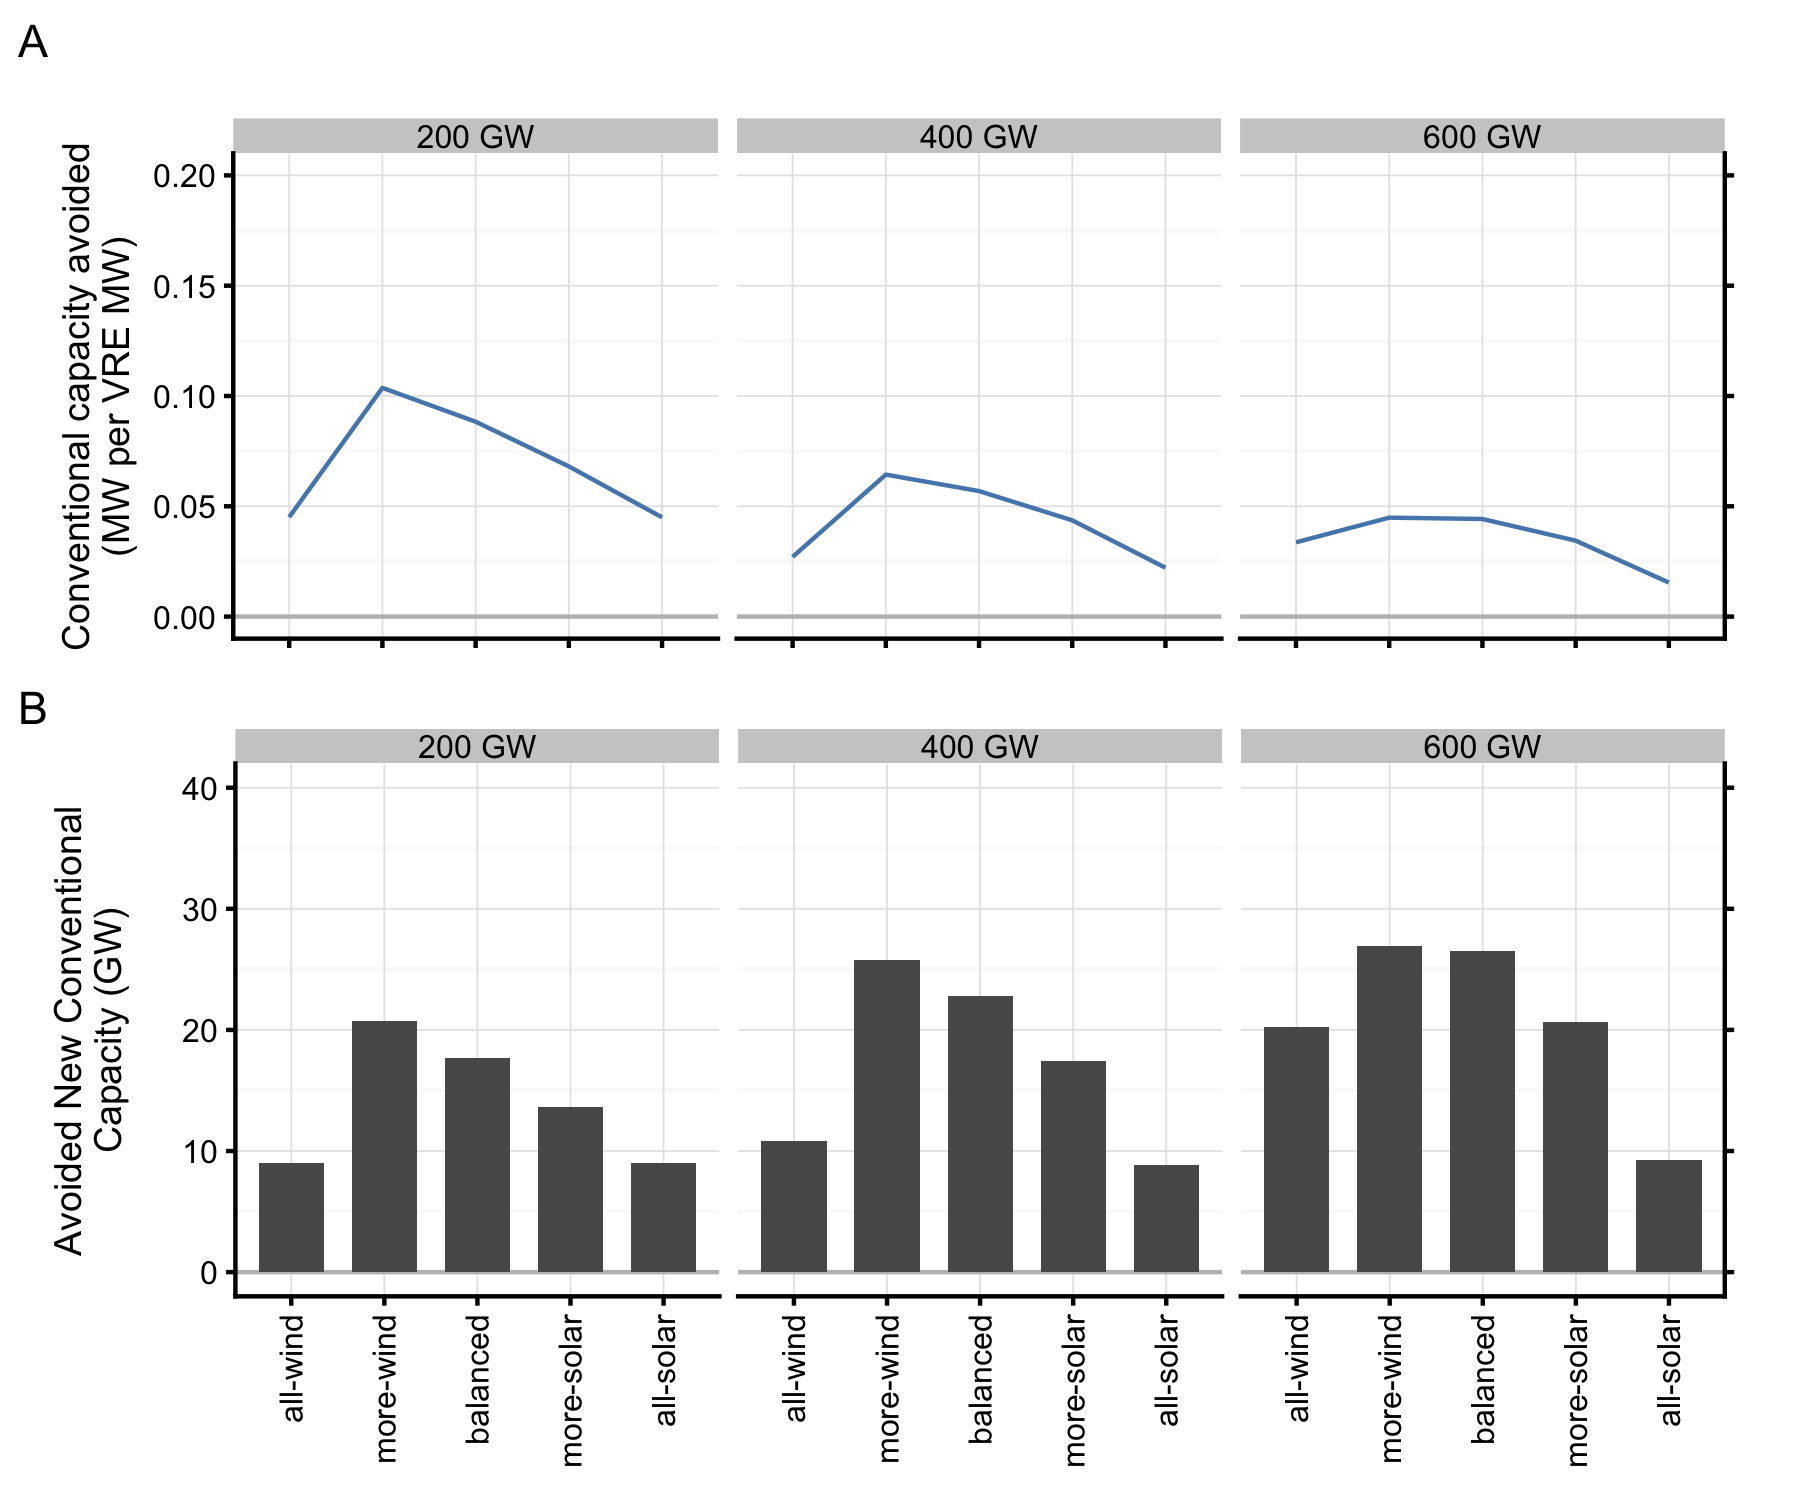 A
200 GW
400 GW
600 GW
Conventional capacity avoided
(MW per VRE MW)
0.20
0.15
0.10
0.05
0.00
B
200 GW
400 GW
600 GW
Avoided New Conventional
Capacity (GW)
40
30
20
10
0
all-wind
more-wind
balanced
more-solar
all-solar
all-wind
more-wind
balanced
more-solar
all-solar
all-wind
more-wind
balanced
more-solar
all-solar